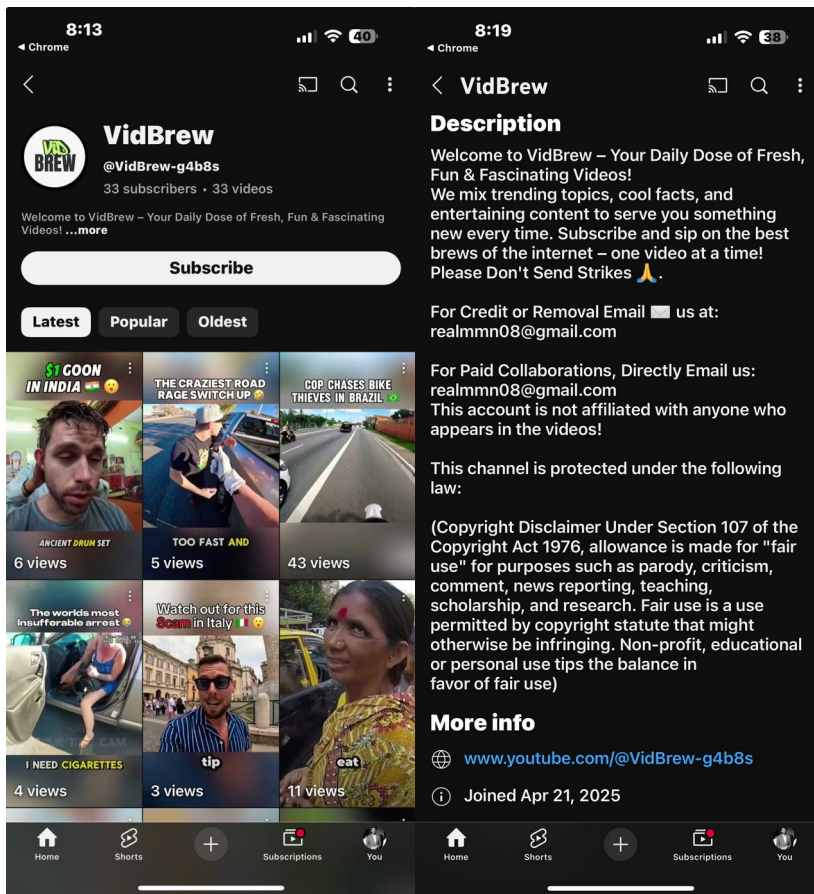 8:13
◀ Chrome
40
VID
BREW
VidBrew
@VidBrew-g4b8s
33 subscribers • 33 videos
Welcome to VidBrew – Your Daily Dose of Fresh, Fun & Fascinating
Videos! ...more
Subscribe
Latest
Popular
Oldest
$1 GOON
IN INDIA 🇮🇳 😮
ANCIENT DRUM SET
6 views
THE CRAZIEST ROAD
RAGE SWITCH UP 🤣
TOO FAST AND
5 views
COP CHASES BIKE
THIEVES IN BRAZIL 🇧🇷
43 views
The worlds most
Insufferable arrest 😭
I NEED CIGARETTES
4 views
Watch out for this
Scam in Italy 🇮🇹 😮
tip
3 views
eat
11 views
Home
Shorts
Subscriptions
You
8:19
◀ Chrome
38
VidBrew
Description
Welcome to VidBrew – Your Daily Dose of Fresh,
Fun & Fascinating Videos!
We mix trending topics, cool facts, and
entertaining content to serve you something
new every time. Subscribe and sip on the best
brews of the internet – one video at a time!
Please Don't Send Strikes 🙏.
For Credit or Removal Email ✉️ us at:
realmmn08@gmail.com
For Paid Collaborations, Directly Email us:
realmmn08@gmail.com
This account is not affiliated with anyone who
appears in the videos!
This channel is protected under the following
law:
(Copyright Disclaimer Under Section 107 of the
Copyright Act 1976, allowance is made for "fair
use" for purposes such as parody, criticism,
comment, news reporting, teaching,
scholarship, and research. Fair use is a use
permitted by copyright statute that might
otherwise be infringing. Non-profit, educational
or personal use tips the balance in
favor of fair use)
More info
www.youtube.com/@VidBrew-g4b8s
Joined Apr 21, 2025
Home
Shorts
Subscriptions
You